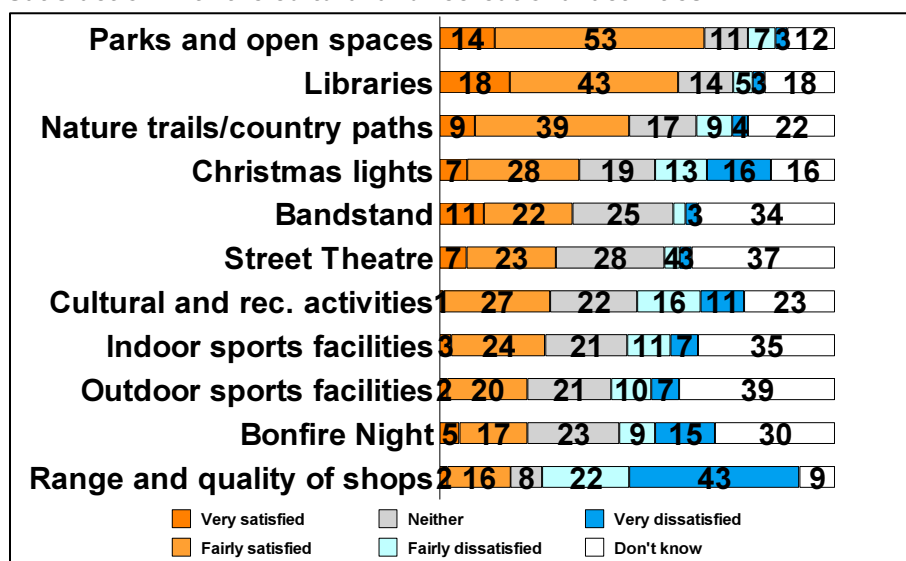 Parks and open spaces 14 53 11 7 3 12
Libraries 18 43 14 5 3 18
Nature trails/country paths 9 39 17 9 4 22
Christmas lights 7 28 19 13 16 16
Bandstand 11 22 25 3 34
Street Theatre 7 23 28 4 3 37
Cultural and rec. activities 1 27 22 16 11 23
Indoor sports facilities 3 24 21 11 7 35
Outdoor sports facilities 2 20 21 10 7 39
Bonfire Night 5 17 23 9 15 30
Range and quality of shops 2 16 8 22 43 9
Very satisfied Neither Very dissatisfied
Fairly satisfied Fairly dissatisfied Don't know